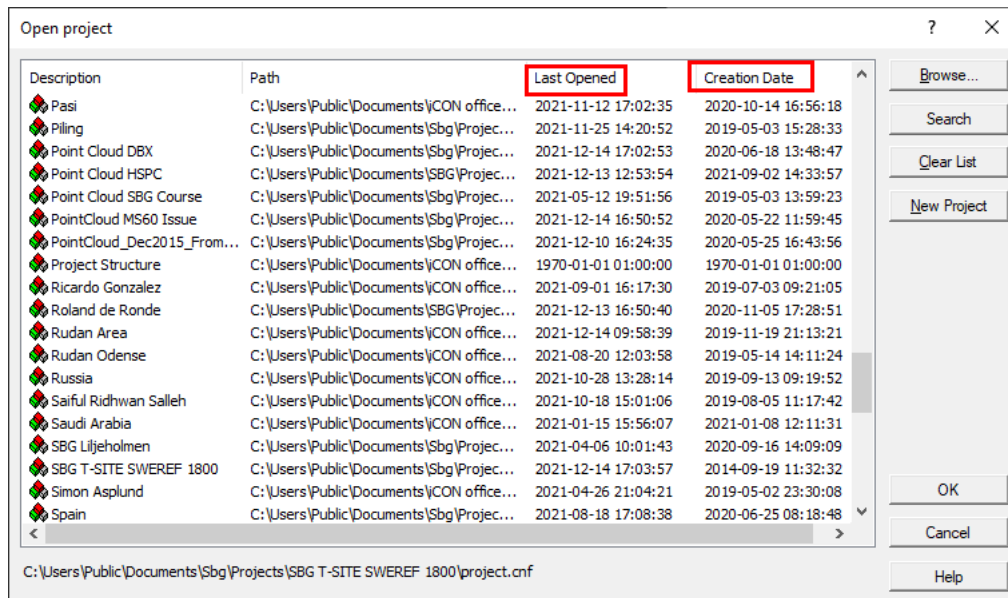 Open project ? ×
Description Path Last Opened Creation Date Browse...
Pasi C:\Users\Public\Documents\iCON office... 2021-11-12 17:02:35 2020-10-14 16:56:18
Piling C:\Users\Public\Documents\Sbg\Projec... 2021-11-25 14:20:52 2019-05-03 15:28:33 Search
Point Cloud DBX C:\Users\Public\Documents\Sbg\Projec... 2021-12-14 17:02:53 2020-06-18 13:48:47 Clear List
Point Cloud HSPC C:\Users\Public\Documents\SBG\Projec... 2021-12-13 12:53:54 2021-09-02 14:33:57
Point Cloud SBG Course C:\Users\Public\Documents\Sbg\Projec... 2021-05-12 19:51:56 2019-05-03 13:59:23 New Project
PointCloud MS60 Issue C:\Users\Public\Documents\Sbg\Projec... 2021-12-14 16:50:52 2020-05-22 11:59:45
PointCloud_Dec2015_From... C:\Users\Public\Documents\Sbg\Projec... 2021-12-10 16:24:35 2020-05-25 16:43:56
Project Structure C:\Users\Public\Documents\iCON office... 1970-01-01 01:00:00 1970-01-01 01:00:00
Ricardo Gonzalez C:\Users\Public\Documents\iCON office... 2021-09-01 16:17:30 2019-07-03 09:21:05
Roland de Ronde C:\Users\Public\Documents\SBG\Projec... 2021-12-13 16:50:40 2020-11-05 17:28:51
Rudan Area C:\Users\Public\Documents\iCON office... 2021-12-14 09:58:39 2019-11-19 21:13:21
Rudan Odense C:\Users\Public\Documents\iCON office... 2021-08-20 12:03:58 2019-05-14 14:11:24
Russia C:\Users\Public\Documents\iCON office... 2021-10-28 13:28:14 2019-09-13 09:19:52
Saiful Ridhwan Salleh C:\Users\Public\Documents\iCON office... 2021-10-18 15:01:06 2019-08-05 11:17:42
Saudi Arabia C:\Users\Public\Documents\iCON office... 2021-01-15 15:56:07 2021-01-08 12:11:31
SBG Liljeholmen C:\Users\Public\Documents\Sbg\Projec... 2021-04-06 10:01:43 2020-09-16 14:09:09
SBG T-SITE SWEREF 1800 C:\Users\Public\Documents\Sbg\Projec... 2021-12-14 17:03:57 2014-09-19 11:32:32
Simon Asplund C:\Users\Public\Documents\iCON office... 2021-04-26 21:04:21 2019-05-02 23:30:08 OK
Spain C:\Users\Public\Documents\Sbg\Projec... 2021-08-18 17:08:38 2020-06-25 08:18:48
Cancel
C:\Users\Public\Documents\Sbg\Projects\SBG T-SITE SWEREF 1800\project.cnf Help